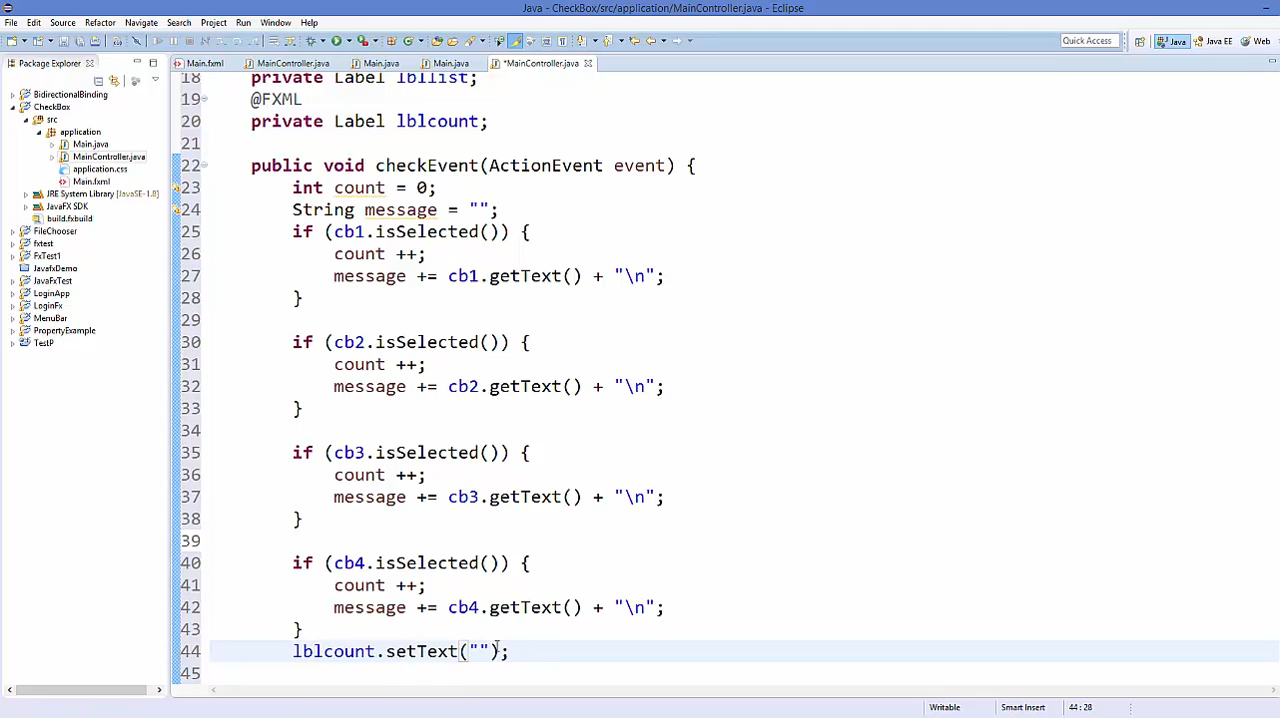 Java - CheckBox/src/application/MainController.java - Eclipse
File Edit Source Refactor Navigate Search Project Run Window Help
Quick Access Java Java EE Web
Package Explorer Main.fxml MainController.java Main.java Main.java *MainController.java
BidirectionalBinding
CheckBox
src
application
Main.java
MainController.java
application.css
Main.fxml
JRE System Library [JavaSE-1.8]
JavaFX SDK
build.fxbuild
FileChooser
fxtest
FxTest1
JavafxDemo
JavaFxTest
LoginApp
LoginFx
MenuBar
PropertyExample
TestP
18 private Label lbllist;
19 @FXML
20 private Label lblcount;
21
22 public void checkEvent(ActionEvent event) {
23 int count = 0;
24 String message = "";
25 if (cb1.isSelected()) {
26 count ++;
27 message += cb1.getText() + "\n";
28 }
29
30 if (cb2.isSelected()) {
31 count ++;
32 message += cb2.getText() + "\n";
33 }
34
35 if (cb3.isSelected()) {
36 count ++;
37 message += cb3.getText() + "\n";
38 }
39
40 if (cb4.isSelected()) {
41 count ++;
42 message += cb4.getText() + "\n";
43 }
44 lblcount.setText("");
45
Writable Smart Insert 44 : 28